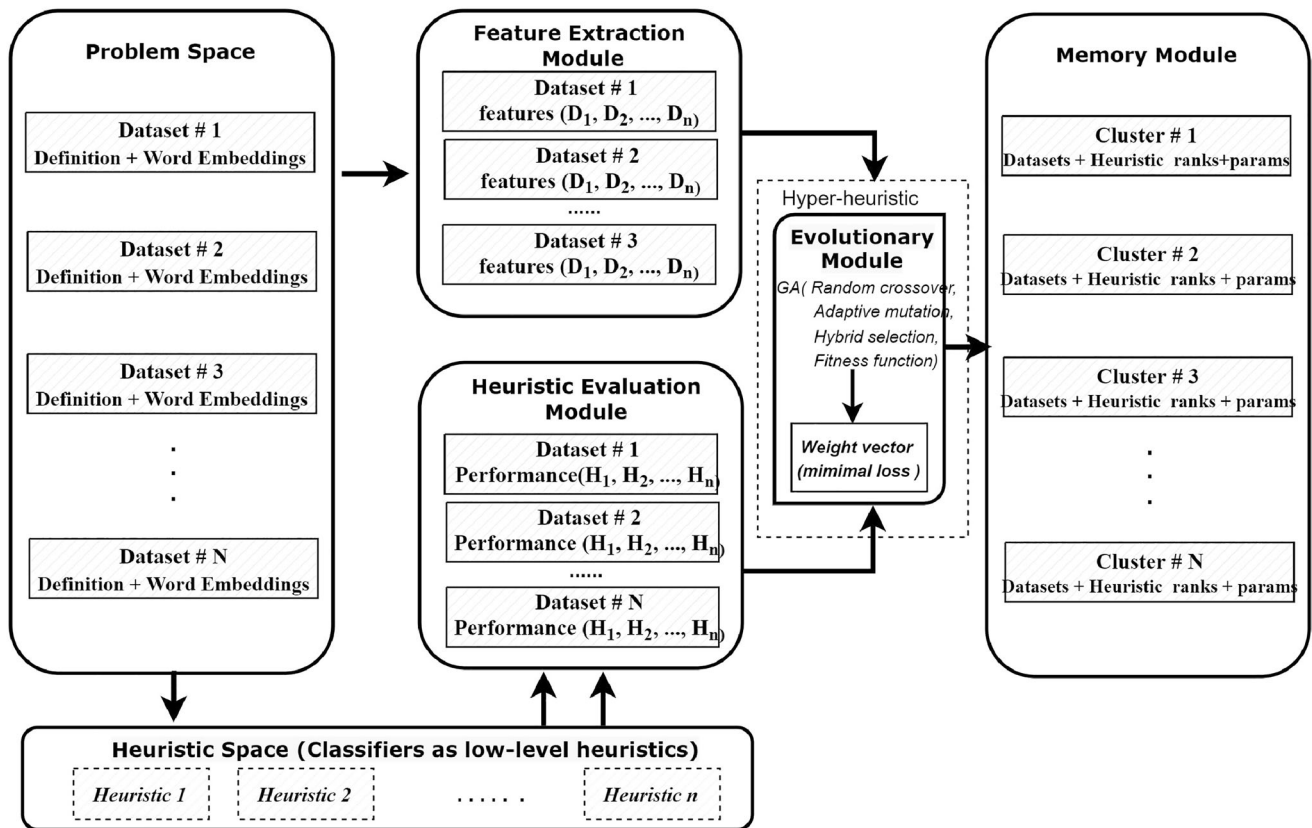 Problem Space
Dataset # 1
Definition + Word Embeddings
Dataset # 2
Definition + Word Embeddings
Dataset # 3
Definition + Word Embeddings
.
.
.
Dataset # N
Definition + Word Embeddings
Feature Extraction
Module
Dataset # 1
features (D1, D2, ..., Dn)
Dataset # 2
features (D1, D2, ..., Dn)
......
Dataset # 3
features (D1, D2, ..., Dn)
Heuristic Evaluation
Module
Dataset # 1
Performance(H1, H2, ..., Hn)
Dataset # 2
Performance (H1, H2, ..., Hn)
......
Dataset # N
Performance (H1, H2, ..., Hn)
Hyper-heuristic
Evolutionary
Module
GA( Random crossover,
Adaptive mutation,
Hybrid selection,
Fitness function)
Weight vector
(mimimal loss )
Memory Module
Cluster # 1
Datasets + Heuristic ranks+params
Cluster # 2
Datasets + Heuristic ranks + params
Cluster # 3
Datasets + Heuristic ranks + params
.
.
.
Cluster # N
Datasets + Heuristic ranks + params
Heuristic Space (Classifiers as low-level heuristics)
Heuristic 1
Heuristic 2
. . . . . .
Heuristic n